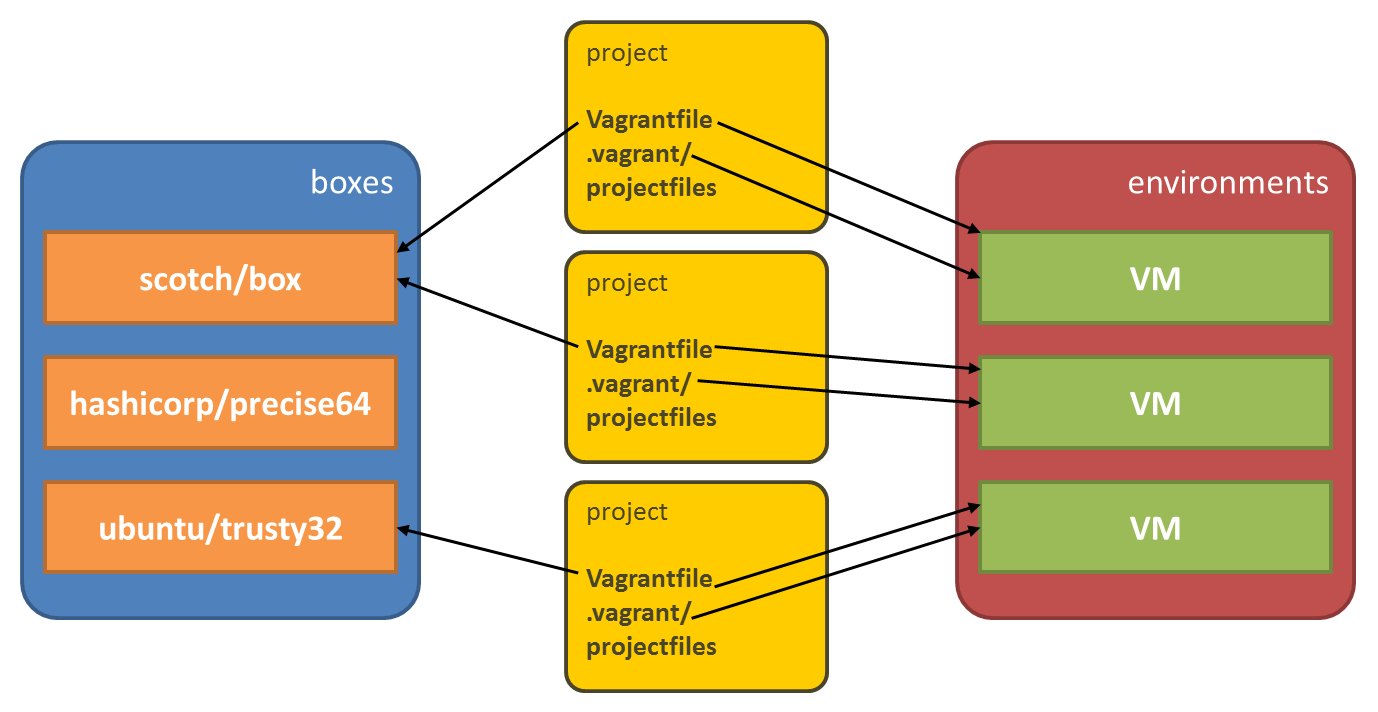 boxes
scotch/box
hashicorp/precise64
ubuntu/trusty32
project
Vagrantfile
.vagrant/
projectfiles
project
Vagrantfile
.vagrant/
projectfiles
project
Vagrantfile
.vagrant/
projectfiles
environments
VM
VM
VM